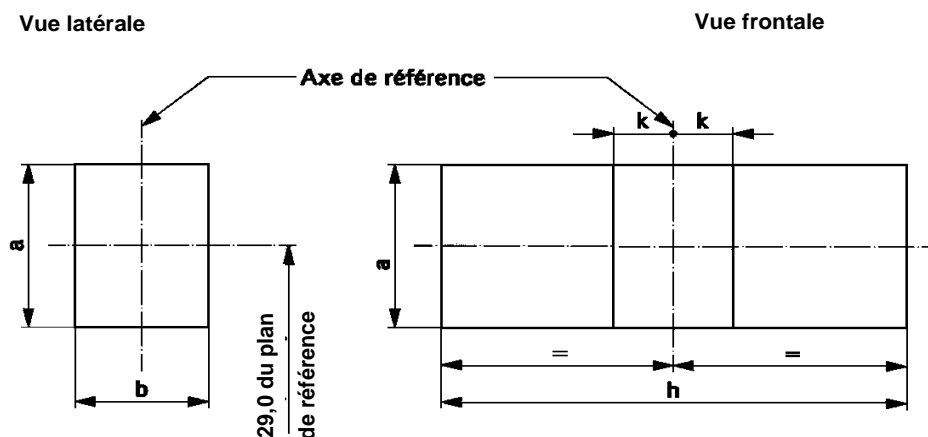 Vue latérale
Vue frontale
Axe de référence
k k
a
a
29,0 du plan
de référence
= =
b
h